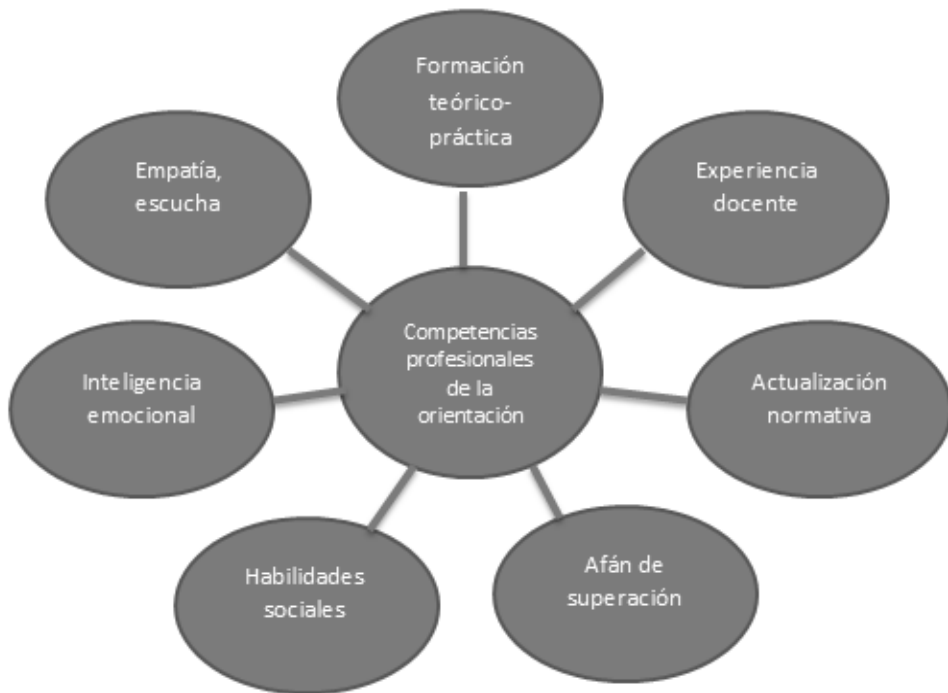 Formación
teórico-
práctica
Empatía,
escucha
Experiencia
docente
Competencias
profesionales
de la
orientación
Inteligencia
emocional
Actualización
normativa
Habilidades
sociales
Afán de
superación